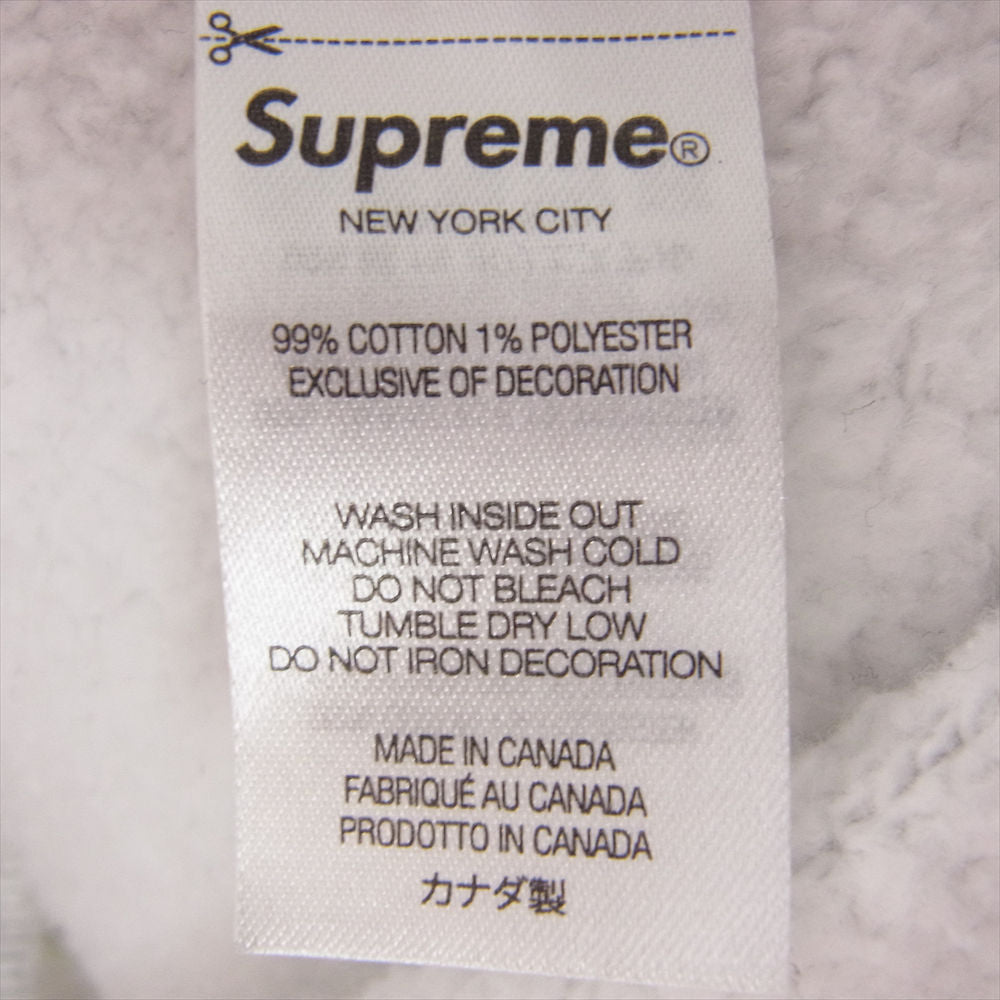 Supreme®
NEW YORK CITY
99% COTTON 1% POLYESTER
EXCLUSIVE OF DECORATION
WASH INSIDE OUT
MACHINE WASH COLD
DO NOT BLEACH
TUMBLE DRY LOW
DO NOT IRON DECORATION
MADE IN CANADA
FABRIQUÉ AU CANADA
PRODOTTO IN CANADA
カナダ製